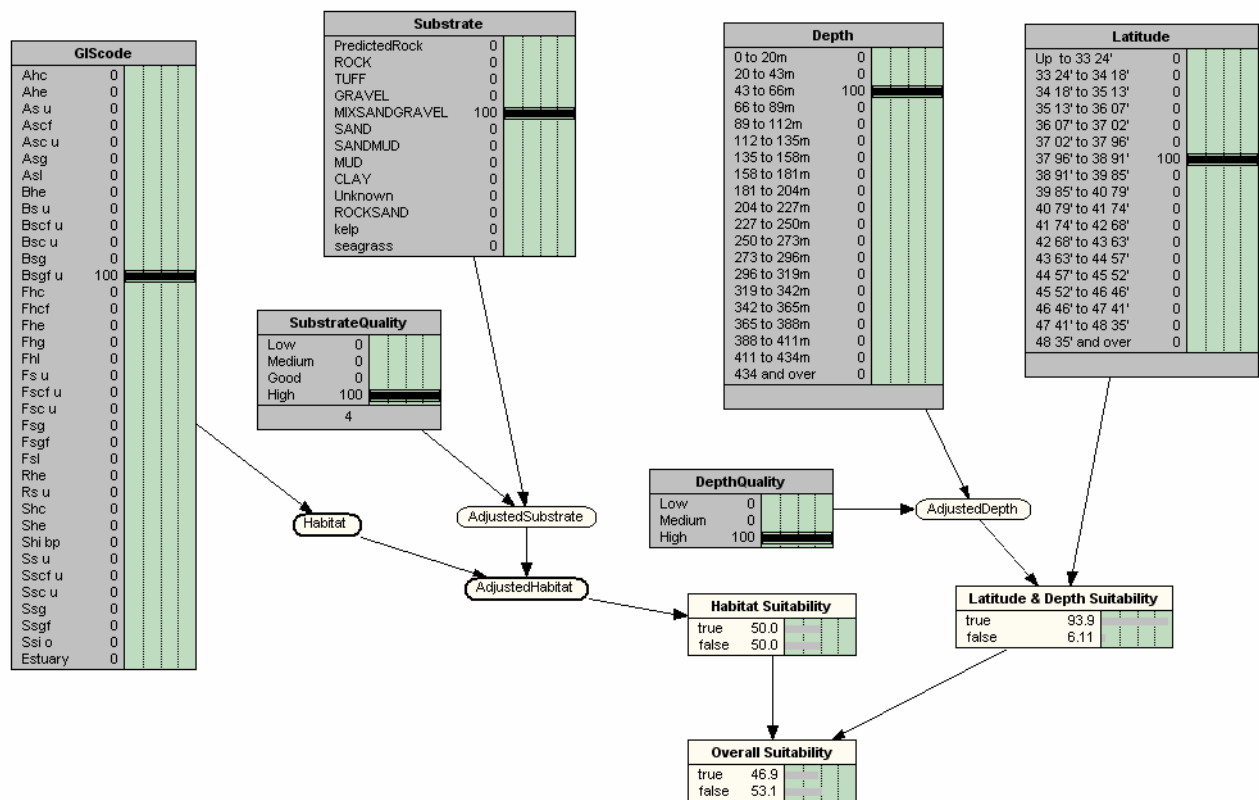 GIScode
Ahc 0
Ahe 0
As u 0
Ascf 0
Asc u 0
Asg 0
Asl 0
Bhe 0
Bs u 0
Bscf u 0
Bsc u 0
Bsg 0
Bsgf u 100
Fhc 0
Fhcf 0
Fhe 0
Fhg 0
Fhl 0
Fs u 0
Fscf u 0
Fsc u 0
Fsg 0
Fsgf 0
Fsl 0
Rhe 0
Rs u 0
Shc 0
She 0
Shi bp 0
Ss u 0
Sscf u 0
Ssc u 0
Ssg 0
Ssgf 0
Ssi o 0
Estuary 0
Substrate
PredictedRock 0
ROCK 0
TUFF 0
GRAVEL 0
MIXSANDGRAVEL 100
SAND 0
SANDMUD 0
MUD 0
CLAY 0
Unknown 0
ROCKSAND 0
kelp 0
seagrass 0
SubstrateQuality
Low 0
Medium 0
Good 0
High 100
4
Depth
0 to 20m 0
20 to 43m 0
43 to 66m 100
66 to 89m 0
89 to 112m 0
112 to 135m 0
135 to 158m 0
158 to 181m 0
181 to 204m 0
204 to 227m 0
227 to 250m 0
250 to 273m 0
273 to 296m 0
296 to 319m 0
319 to 342m 0
342 to 365m 0
365 to 388m 0
388 to 411m 0
411 to 434m 0
434 and over 0
Latitude
Up to 33 24' 0
33 24' to 34 18' 0
34 18' to 35 13' 0
35 13' to 36 07' 0
36 07' to 37 02' 0
37 02' to 37 96' 0
37 96' to 38 91' 100
38 91' to 39 85' 0
39 85' to 40 79' 0
40 79' to 41 74' 0
41 74' to 42 68' 0
42 68' to 43 63' 0
43 63' to 44 57' 0
44 57' to 45 52' 0
45 52' to 46 46' 0
46 46' to 47 41' 0
47 41' to 48 35' 0
48 35' and over 0
DepthQuality
Low 0
Medium 0
High 100
Habitat
AdjustedSubstrate
AdjustedDepth
AdjustedHabitat
Habitat Suitability
true 50.0
false 50.0
Latitude & Depth Suitability
true 93.9
false 6.11
Overall Suitability
true 46.9
false 53.1